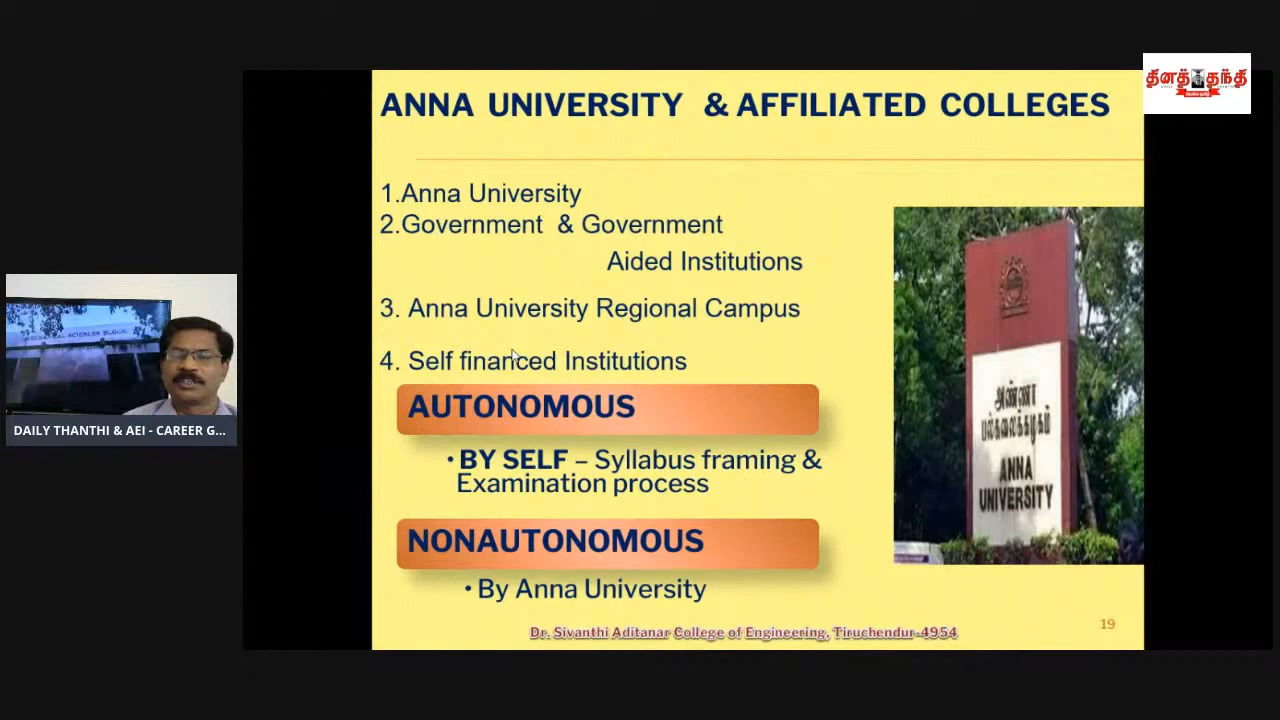 ANNA UNIVERSITY & AFFILIATED COLLEGES
தினத்தந்தி
1.Anna University
2.Government & Government
Aided Institutions
3. Anna University Regional Campus
4. Self financed Institutions
AUTONOMOUS
• BY SELF – Syllabus framing &
Examination process
NONAUTONOMOUS
• By Anna University
Dr. Sivanthi Aditanar College of Engineering, Tiruchendur-4954
19
அண்ணா
பல்கலைக்கழகம்
ANNA
UNIVERSITY
DAILY THANTHI & AEI - CAREER G...